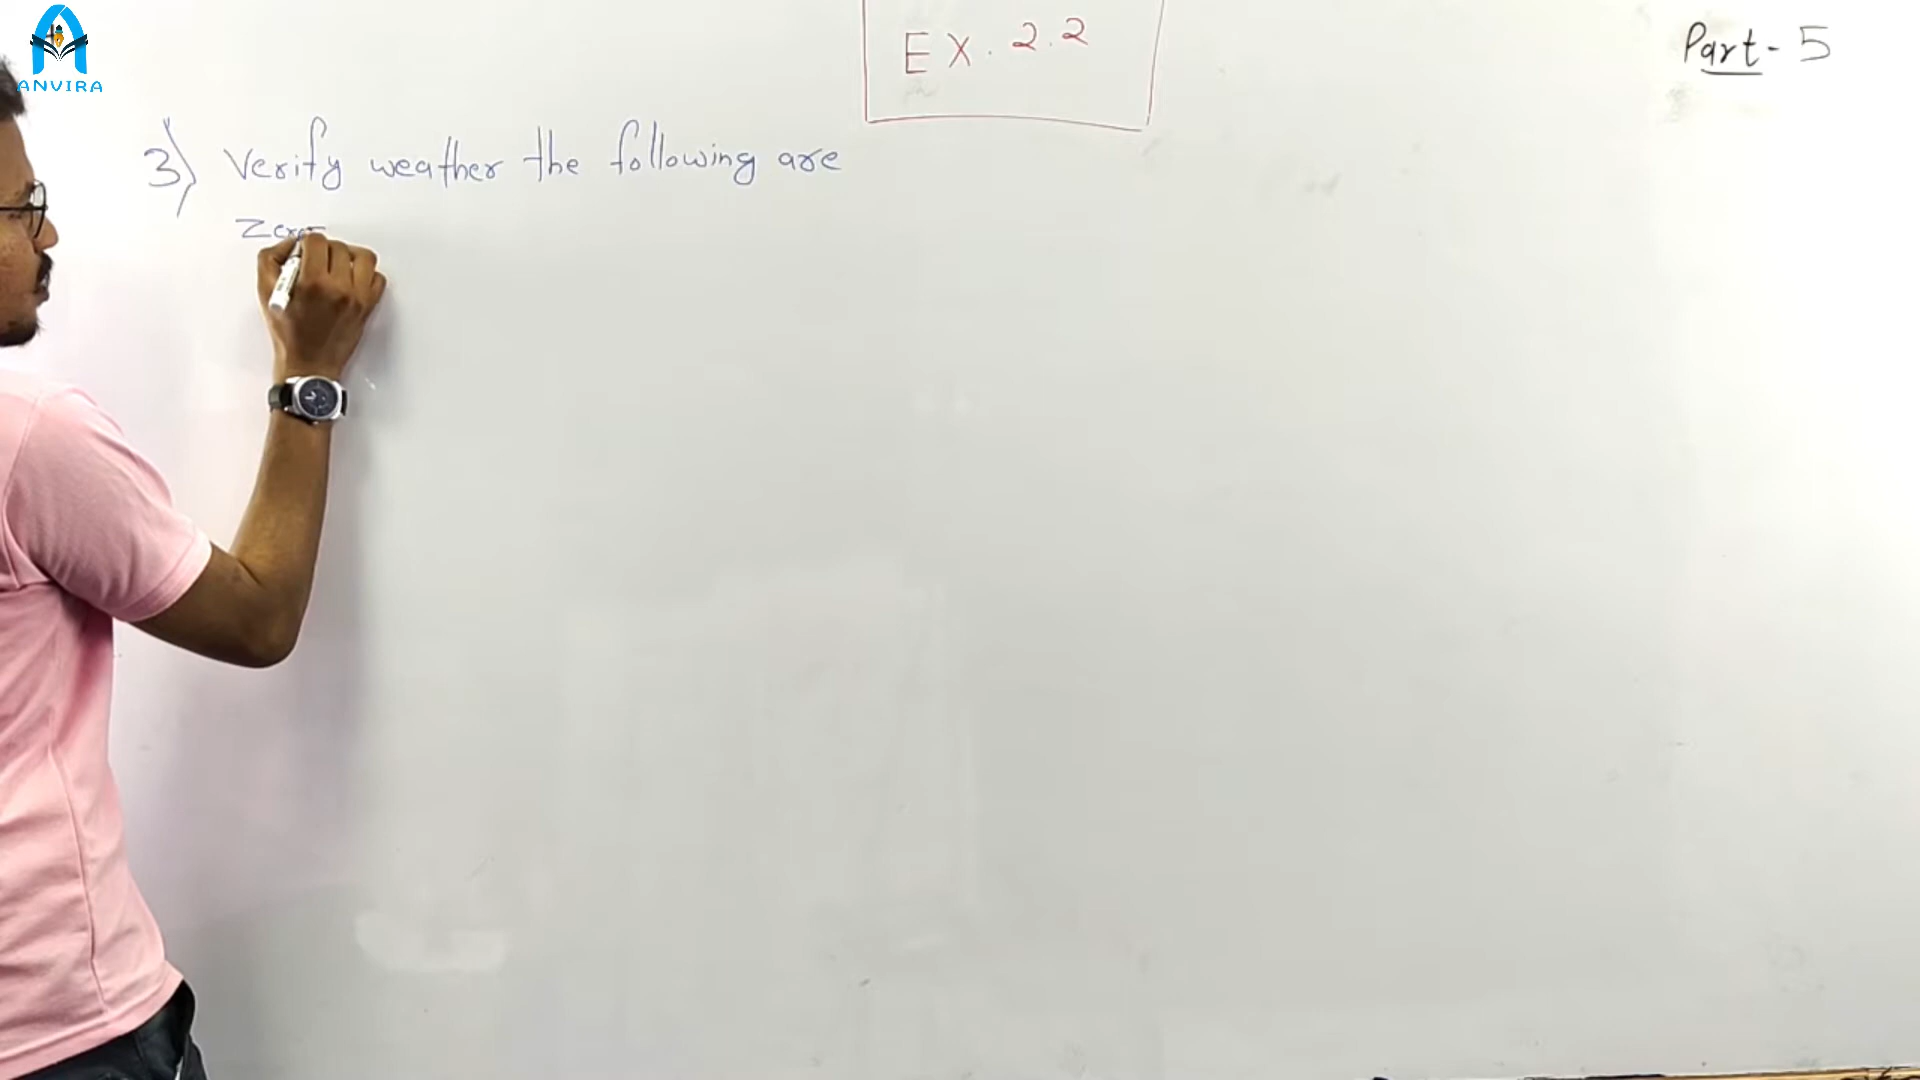 ANVIRA
EX. 2.2
Part - 5
3) Verify weather the following are